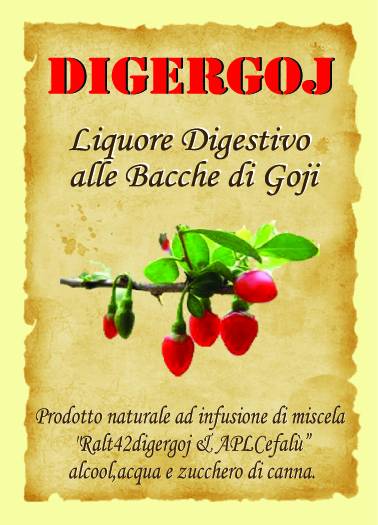 DIGERGOJ
Liquore Digestivo
alle Bacche di Goji
Prodotto naturale ad infusione di miscela
"Ralt42digergoj & APLCefalù”
alcool,acqua e zucchero di canna.